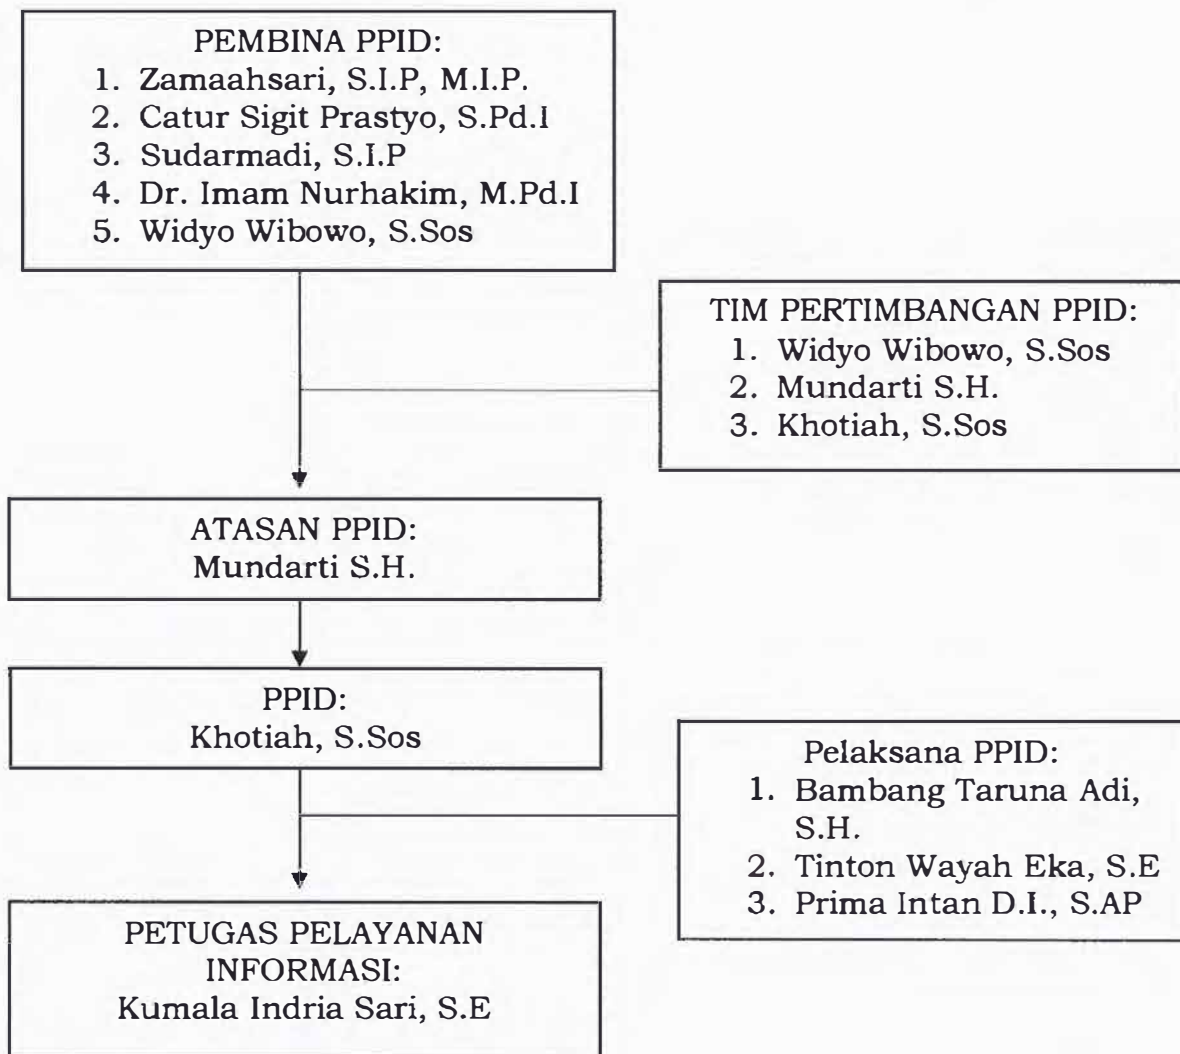 PEMBINA PPID:
1. Zamaahsari, S.I.P, M.I.P.
2. Catur Sigit Prastyo, S.Pd.I
3. Sudarmadi, S.I.P
4. Dr. Imam Nurhakim, M.Pd.I
5. Widyo Wibowo, S.Sos
TIM PERTIMBANGAN PPID:
1. Widyo Wibowo, S.Sos
2. Mundarti S.H.
3. Khotiah, S.Sos
ATASAN PPID:
Mundarti S.H.
PPID:
Khotiah, S.Sos
Pelaksana PPID:
1. Bambang Taruna Adi,
S.H.
2. Tinton Wayah Eka, S.E
3. Prima Intan D.I., S.AP
PETUGAS PELAYANAN
INFORMASI:
Kumala Indria Sari, S.E